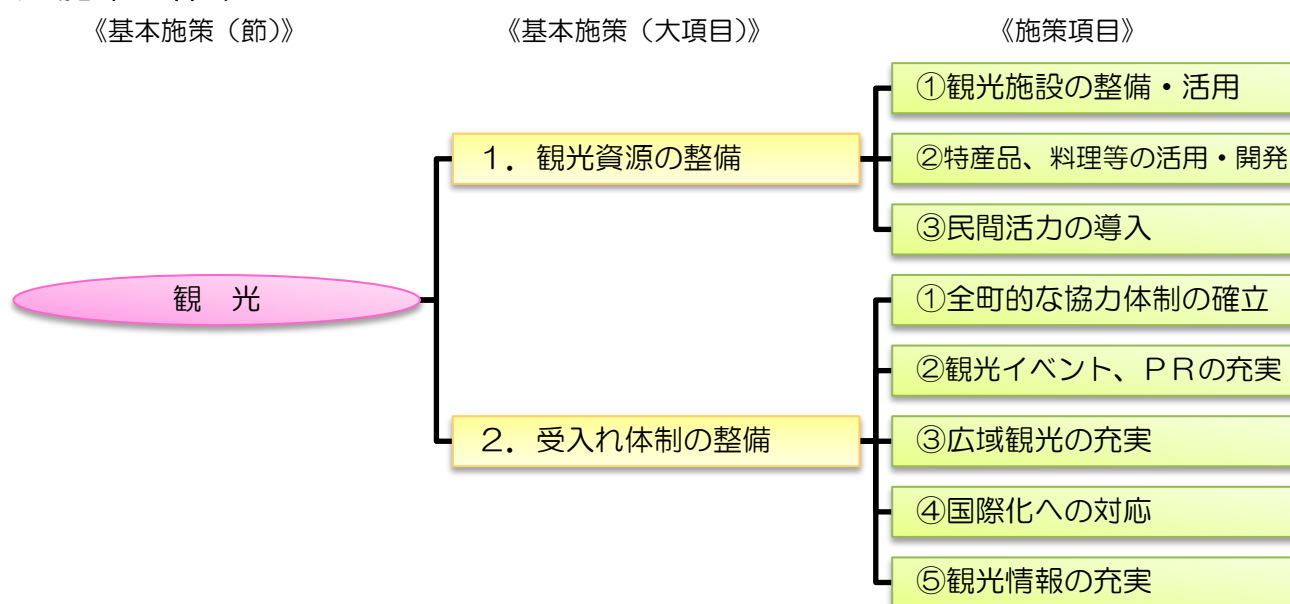 《基本施策（節）》
《基本施策（大項目）》
《施策項目》
観　光
１．観光資源の整備
①観光施設の整備・活用
②特産品、料理等の活用・開発
③民間活力の導入
２．受入れ体制の整備
①全町的な協力体制の確立
②観光イベント、ＰＲの充実
③広域観光の充実
④国際化への対応
⑤観光情報の充実